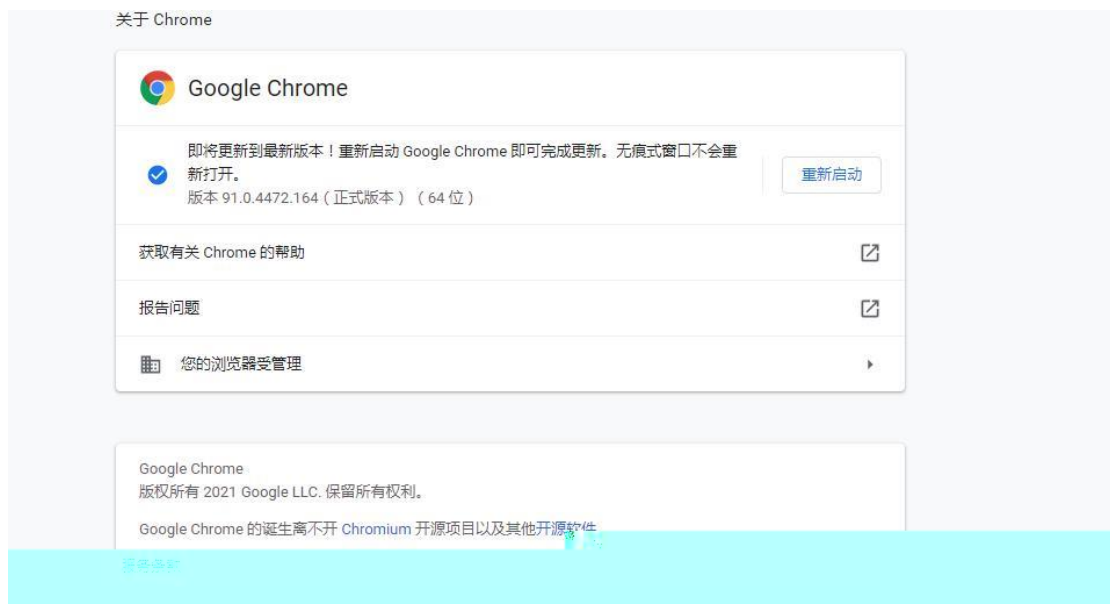 关于 Chrome
Google Chrome
即将更新到最新版本！重新启动 Google Chrome 即可完成更新。无痕式窗口不会重
新打开。
重新启动
版本 91.0.4472.164（正式版本）（64 位）
获取有关 Chrome 的帮助
报告问题
您的浏览器受管理
Google Chrome
版权所有 2021 Google LLC. 保留所有权利。
Google Chrome 的诞生离不开 Chromium 开源项目以及其他开源软件